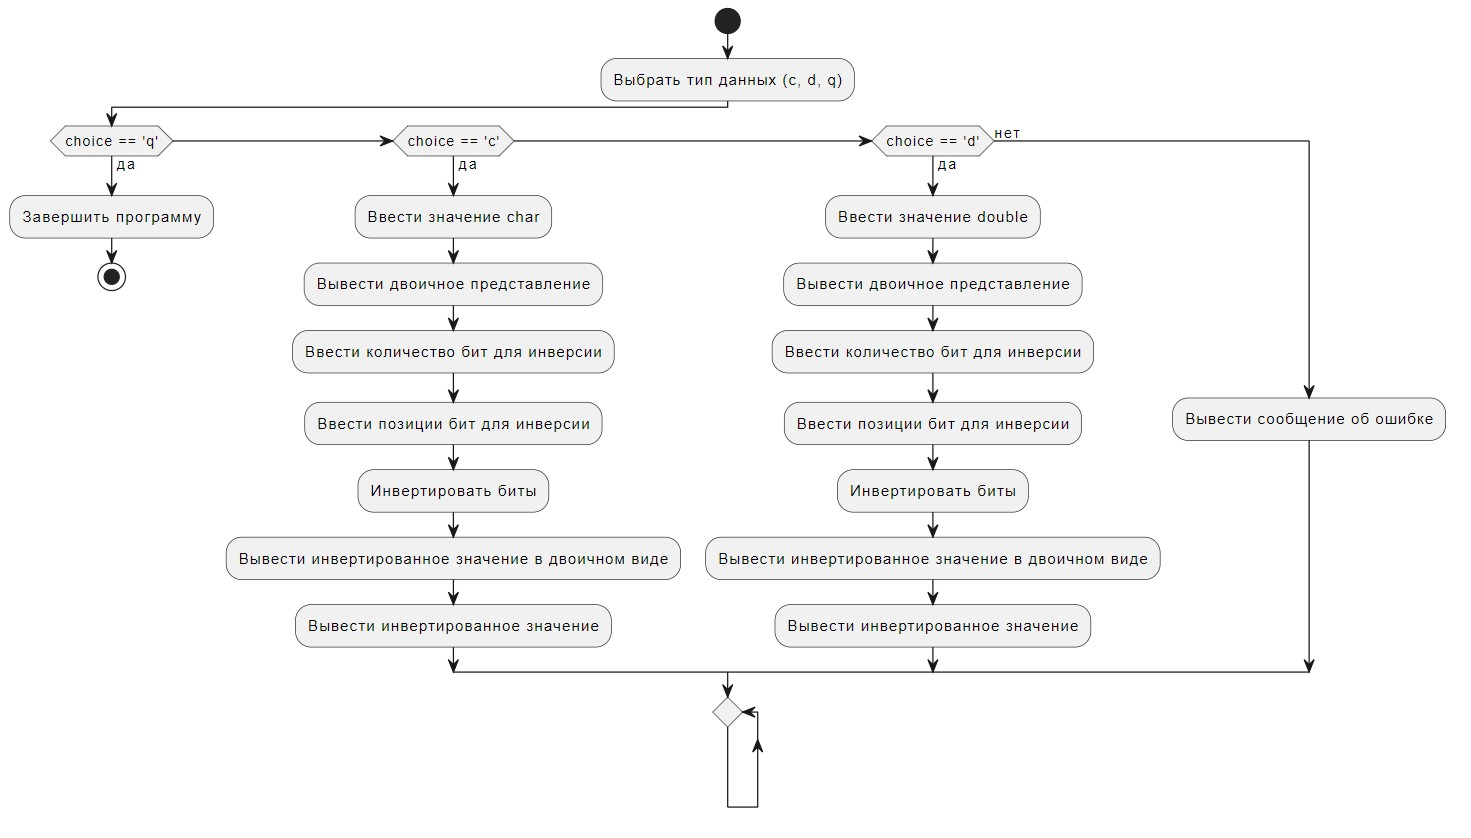 Выбрать тип данных (c, d, q)
choice == 'q'
choice == 'c'
choice == 'd'
нет
да
да
да
Завершить программу
Ввести значение char
Ввести значение double
Вывести двоичное представление
Вывести двоичное представление
Ввести количество бит для инверсии
Ввести количество бит для инверсии
Ввести позиции бит для инверсии
Ввести позиции бит для инверсии
Вывести сообщение об ошибке
Инвертировать биты
Инвертировать биты
Вывести инвертированное значение в двоичном виде
Вывести инвертированное значение в двоичном виде
Вывести инвертированное значение
Вывести инвертированное значение